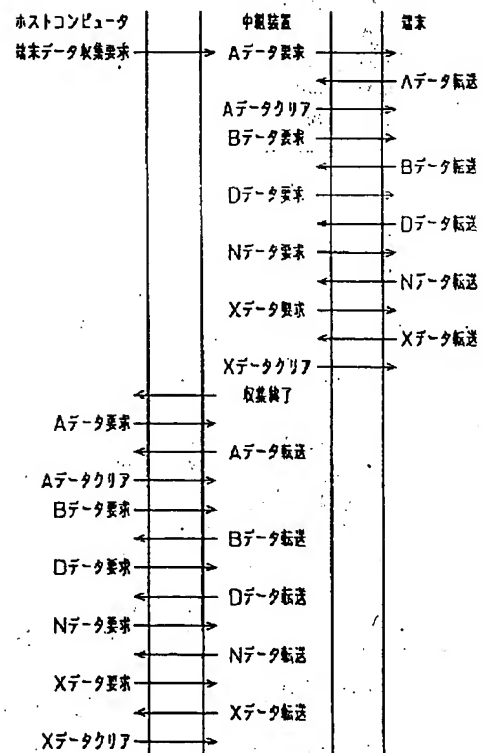 ホストコンピュータ 中継装置 端末
端末データ収集要求 Aデータ要求
Aデータ転送
Aデータクリア
Bデータ要求
Bデータ転送
Dデータ要求
Dデータ転送
Nデータ要求
Nデータ転送
Xデータ要求
Xデータ転送
Xデータクリア
収集終了
Aデータ要求
Aデータ転送
Aデータクリア
Bデータ要求
Bデータ転送
Dデータ要求
Dデータ転送
Nデータ要求
Nデータ転送
Xデータ要求
Xデータ転送
Xデータクリア